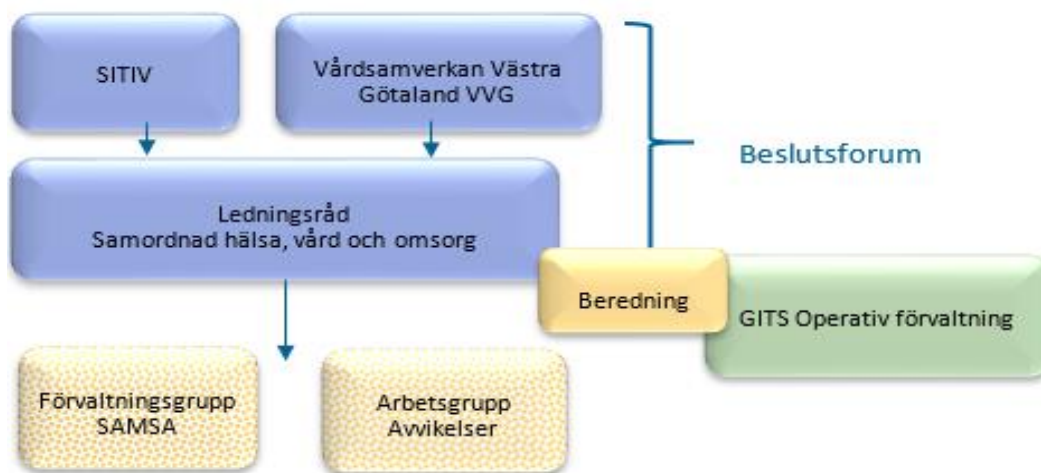 SITIV
Vårdsamverkan Västra
Götaland VVG
Beslutsforum
Ledningsråd
Samordnad hälsa, vård och omsorg
Beredning
GITS Operativ förvaltning
Förvaltningsgrupp
SAMSA
Arbetsgrupp
Avvikelser